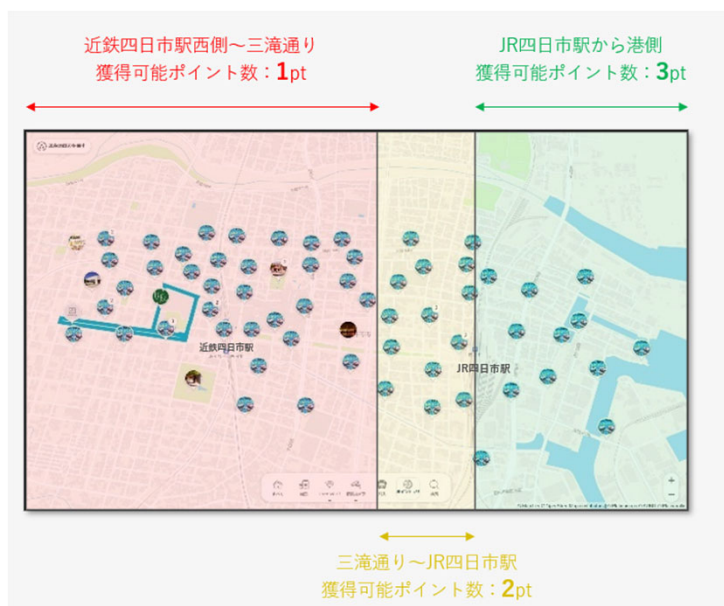 近鉄四日市駅西側〜三滝通り
獲得可能ポイント数：1pt
JR四日市駅から港側
獲得可能ポイント数：3pt
近鉄四日市駅
JR四日市駅
三滝通り〜JR四日市駅
獲得可能ポイント数：2pt